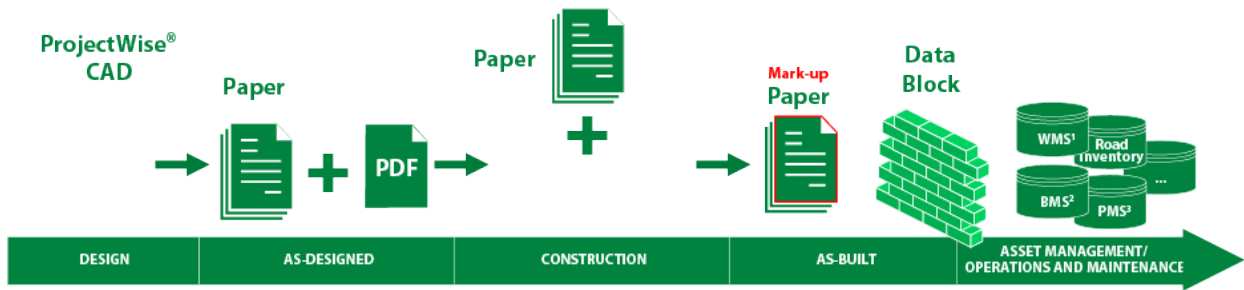 ProjectWise®
CAD
Paper
PDF
Paper
Mark-up
Paper
Data
Block
WMS¹
Road
Inventory
...
BMS²
PMS³
DESIGN
AS-DESIGNED
CONSTRUCTION
AS-BUILT
ASSET MANAGEMENT/
OPERATIONS AND MAINTENANCE